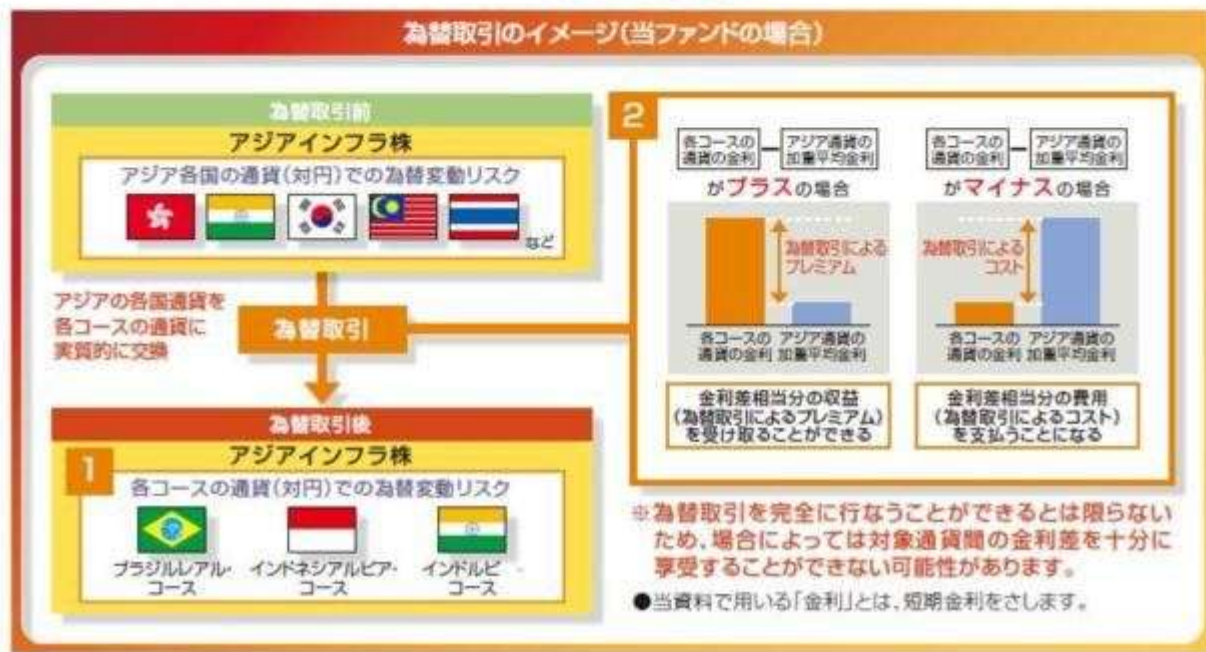 為替取引のイメージ(当ファンドの場合)
為替取引前
アジアインフラ株
アジア各国の通貨(対円)での為替変動リスク
など
アジアの各国通貨を
各コースの通貨に
実質的に交換
為替取引
為替取引後
1
アジアインフラ株
各コースの通貨(対円)での為替変動リスク
ブラジルレアル・
コース
インドネシアルピア・
コース
インドルピ
コース
2
各コースの
通貨の金利
ー
アジア通貨の
加重平均金利
がプラスの場合
為替取引による
プレミアム
各コースの
通貨の金利
アジア通貨の
加重平均金利
金利差相当分の収益
(為替取引によるプレミアム)
を受け取ることができる
各コースの
通貨の金利
ー
アジア通貨の
加重平均金利
がマイナスの場合
為替取引による
コスト
各コースの
通貨の金利
アジア通貨の
加重平均金利
金利差相当分の費用
(為替取引によるコスト)
を支払うことになる
※為替取引を完全に行なうことができるとは限らない
ため、場合によっては対象通貨間の金利差を十分に
享受することができない可能性があります。
●当資料で用いる「金利」とは、短期金利をさします。